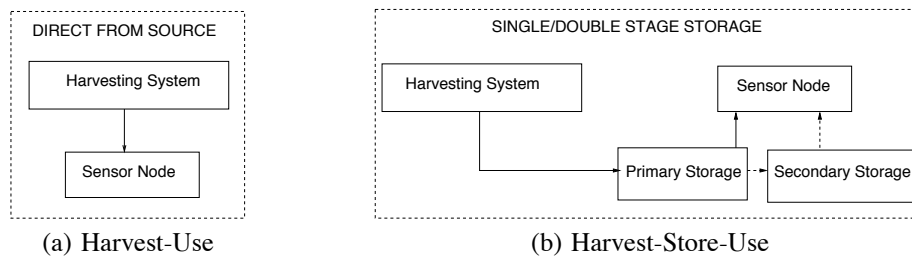 DIRECT FROM SOURCE
Harvesting System
Sensor Node
(a) Harvest-Use
SINGLE/DOUBLE STAGE STORAGE
Harvesting System
Sensor Node
Primary Storage
Secondary Storage
(b) Harvest-Store-Use